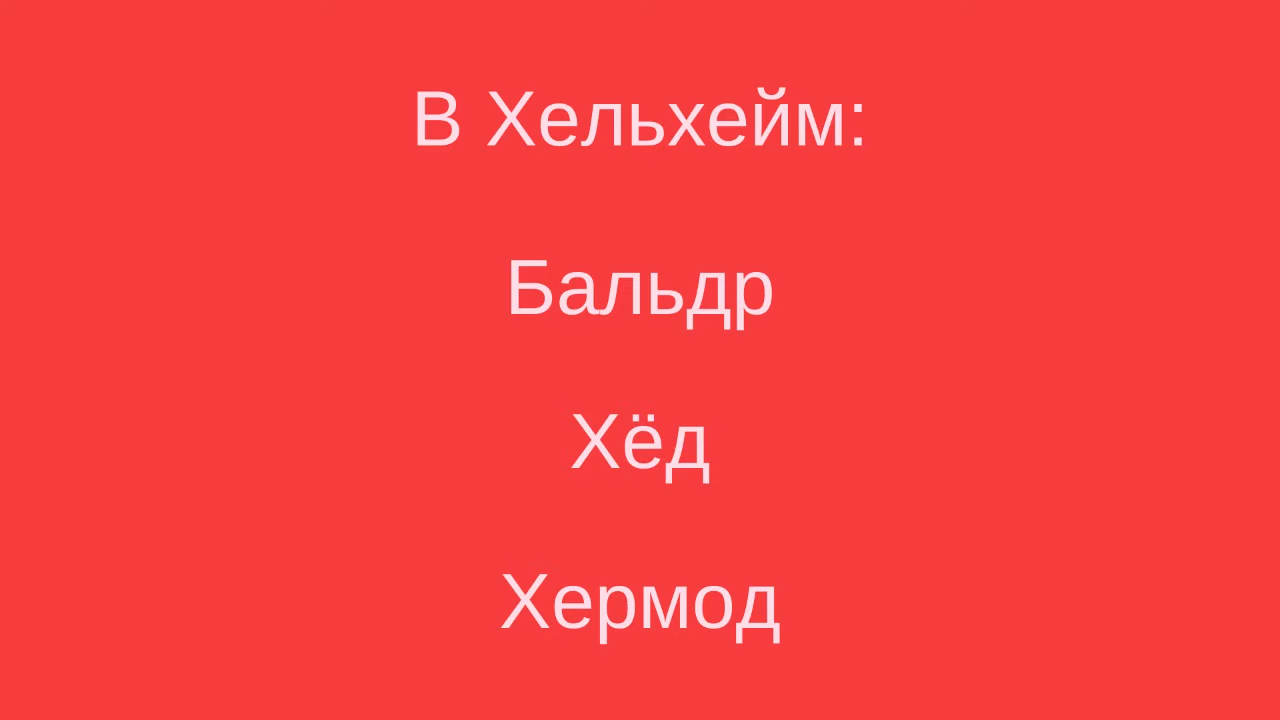 В Хельхейм:
Бальдр
Хёд
Хермод